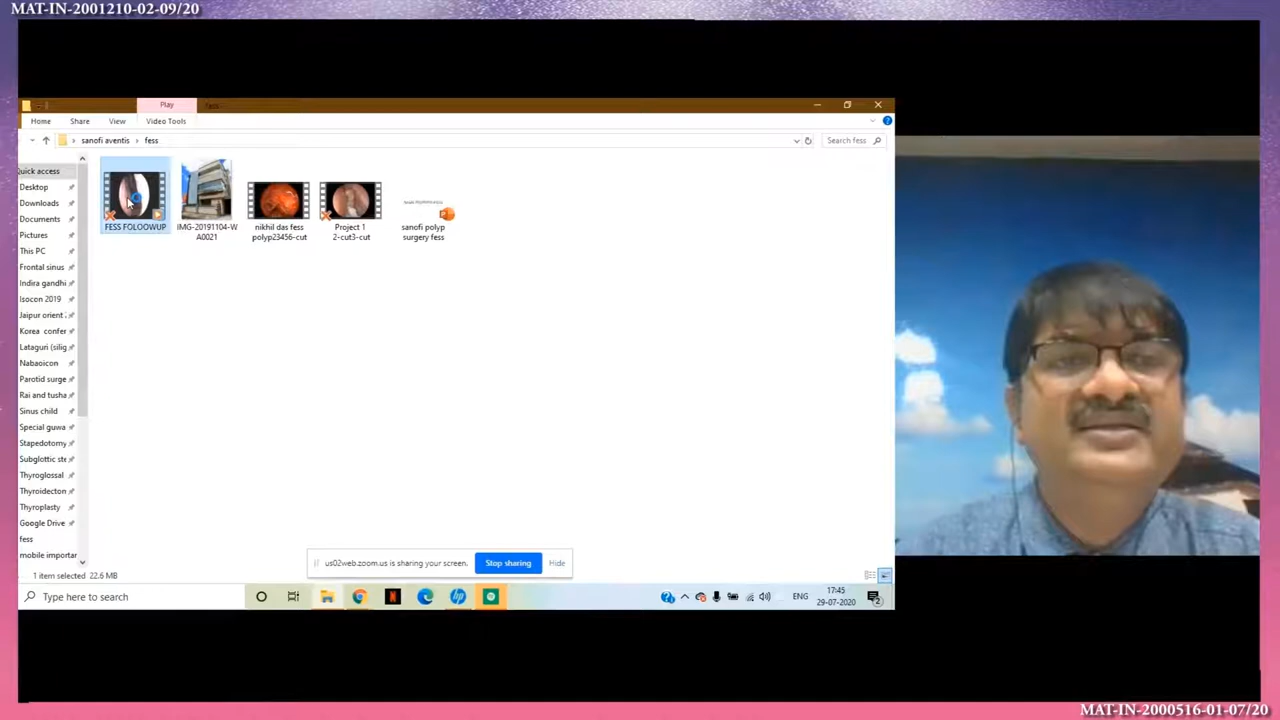 MAT-IN-2001210-02-09/20
Play
fess
Home
Share
View
Video Tools
sanofi aventis
fess
Search fess
Quick access
Desktop
Downloads
Documents
Pictures
This PC
Frontal sinus
Indira gandhi
Isocon 2019
Jaipur orient
Korea confer
Lataguri (silig
Nabaoicon
Parotid surge
Rai and tusha
Sinus child
Special guwa
Stapedotomy
Subglottic ste
Thyroglossal
Thyroidecton
Thyroplasty
Google Drive
fess
mobile importar
FESS FOLOOWUP
IMG-20191104-W
A0021
nikhil das fess
polyp23456-cut
Project 1
2-cut3-cut
sanofi polyp
surgery fess
us02web.zoom.us is sharing your screen.
Stop sharing
Hide
1 item selected 22.6 MB
Type here to search
ENG
17:45
29-07-2020
2
MAT-IN-2000516-01-07/20